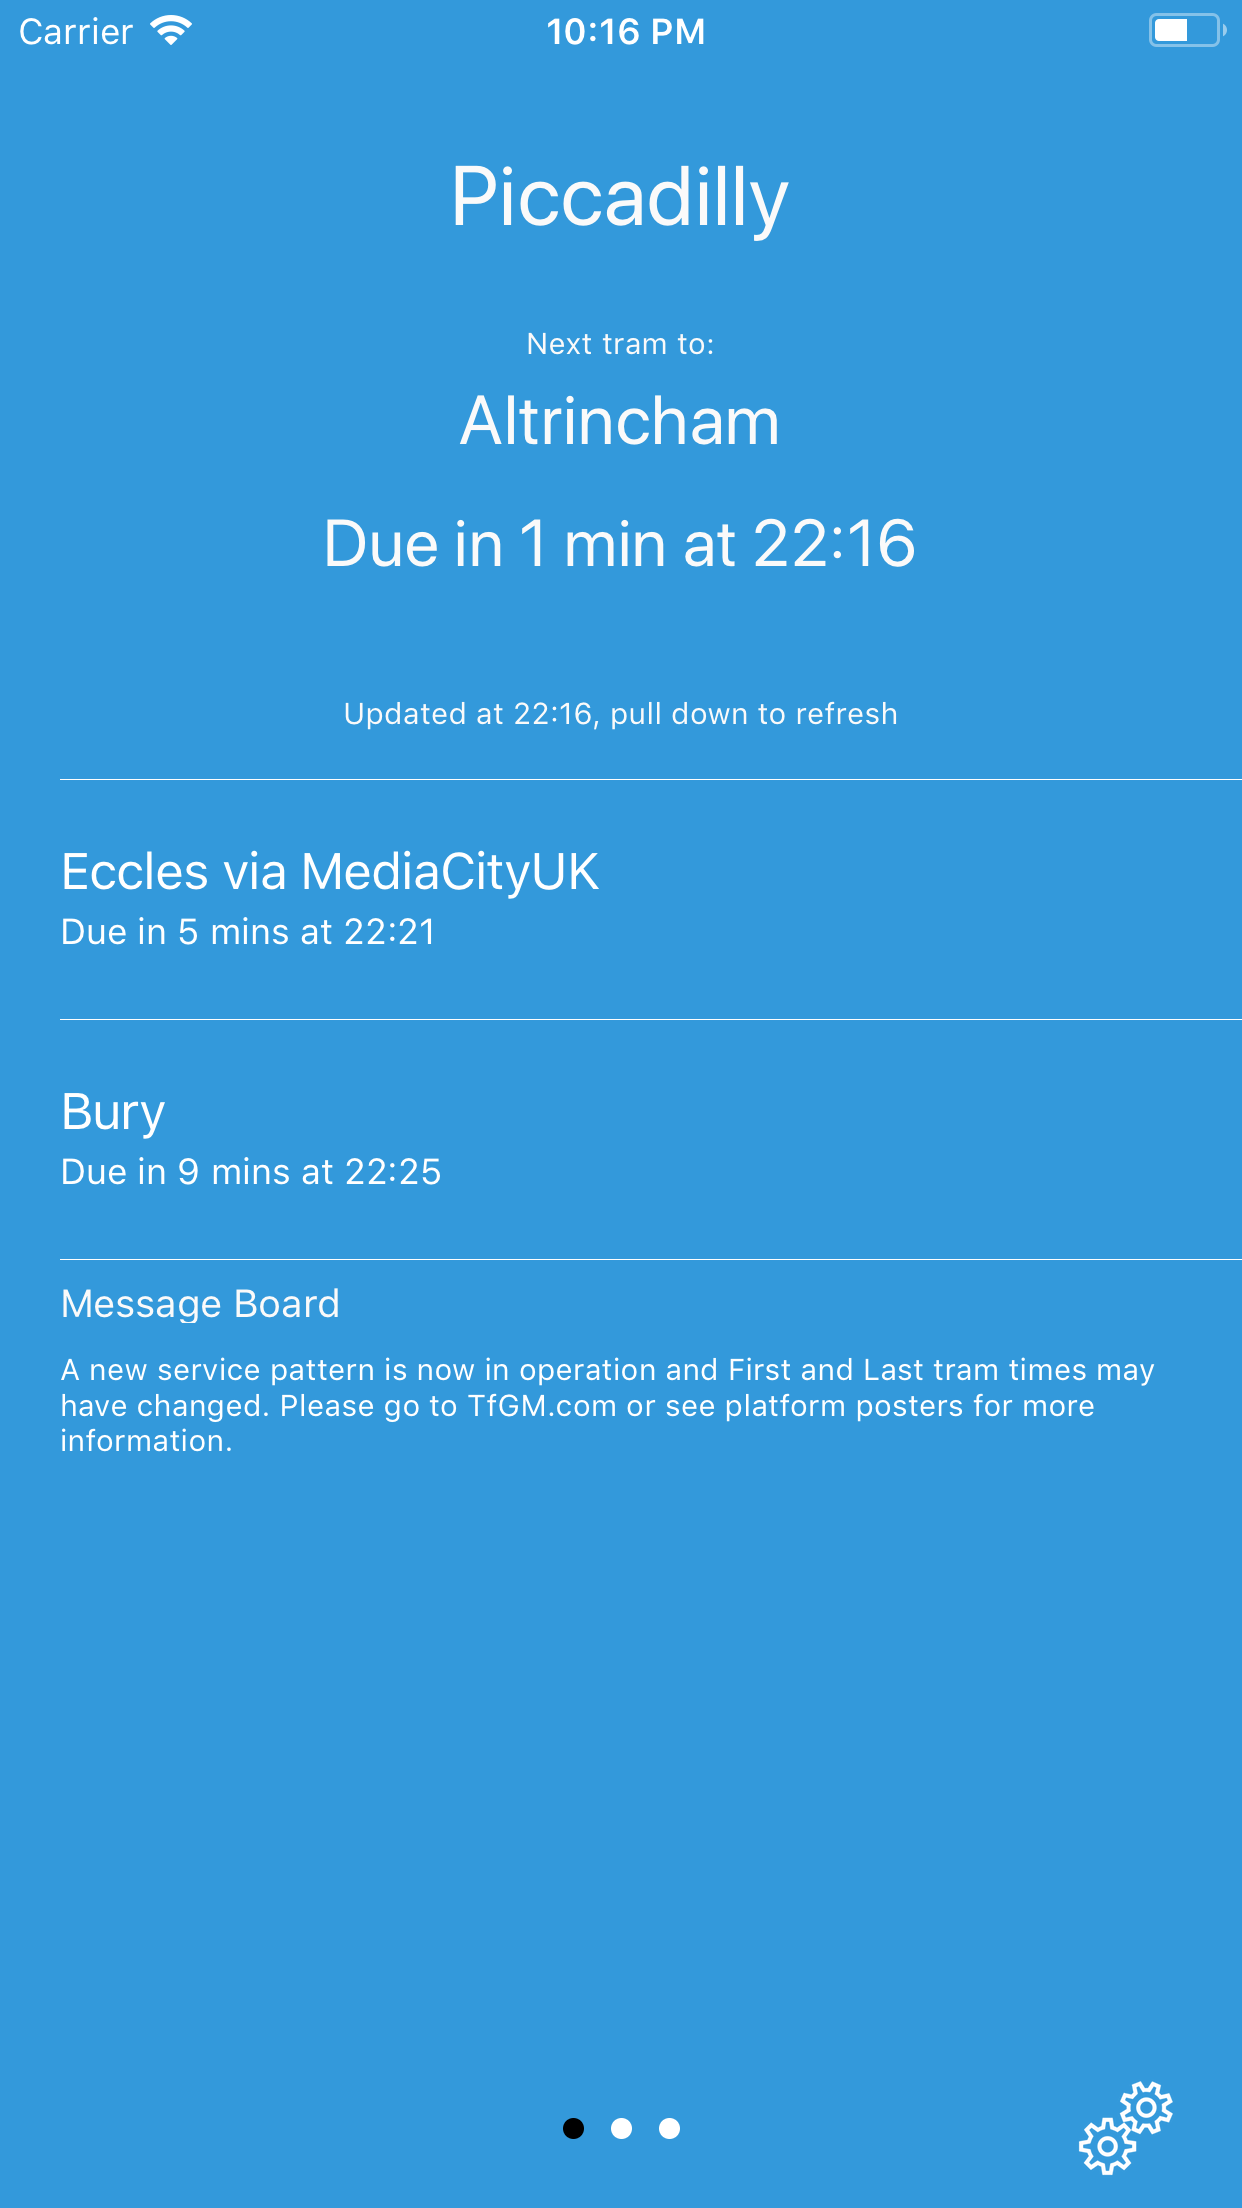 Carrier 10:16 PM
Piccadilly
Next tram to:
Altrincham
Due in 1 min at 22:16
Updated at 22:16, pull down to refresh
Eccles via MediaCityUK
Due in 5 mins at 22:21
Bury
Due in 9 mins at 22:25
Message Board
A new service pattern is now in operation and First and Last tram times may
have changed. Please go to TfGM.com or see platform posters for more
information.